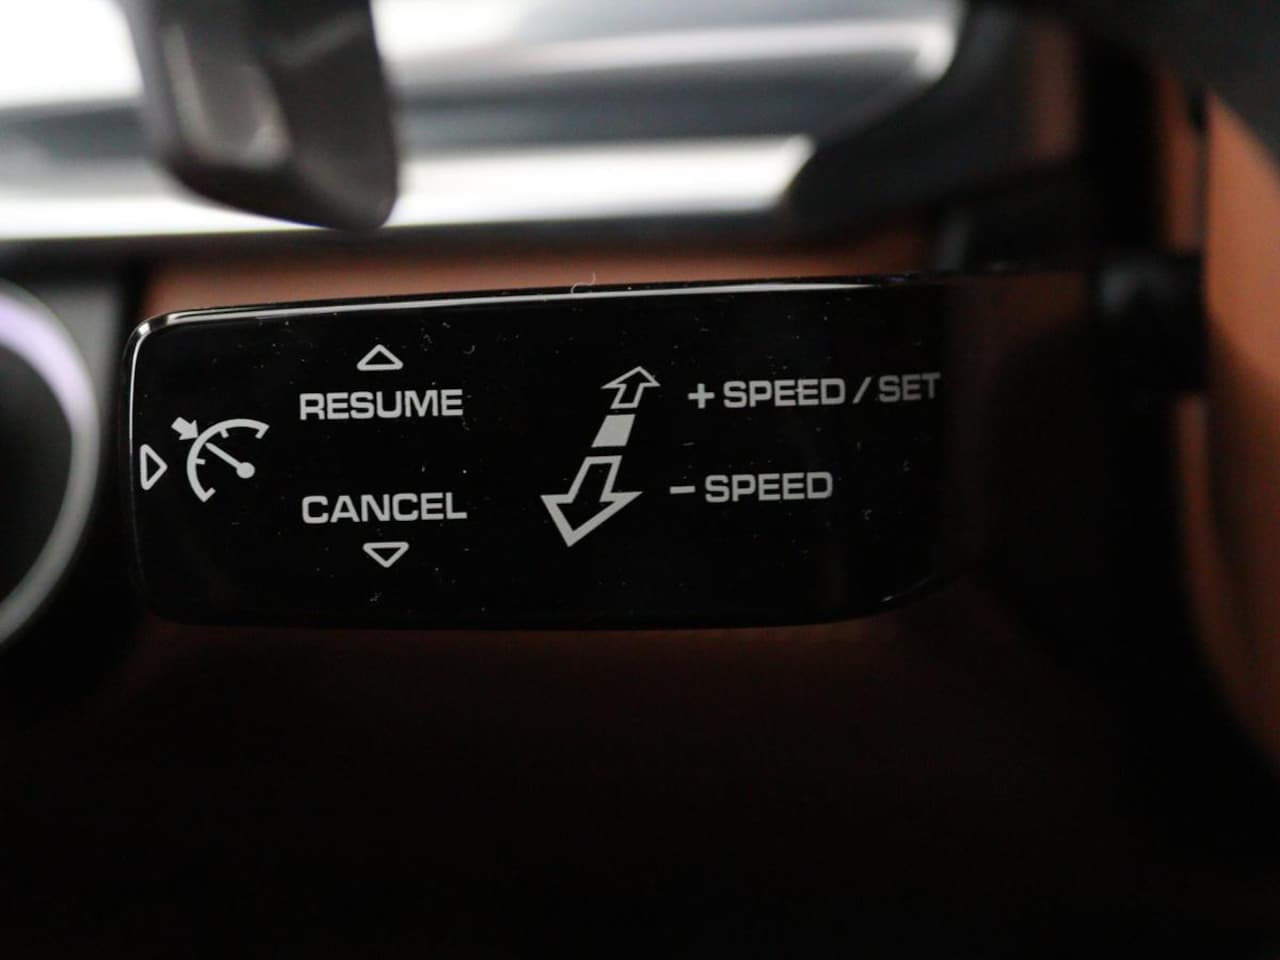 RESUME
+ SPEED / SET
CANCEL
– SPEED